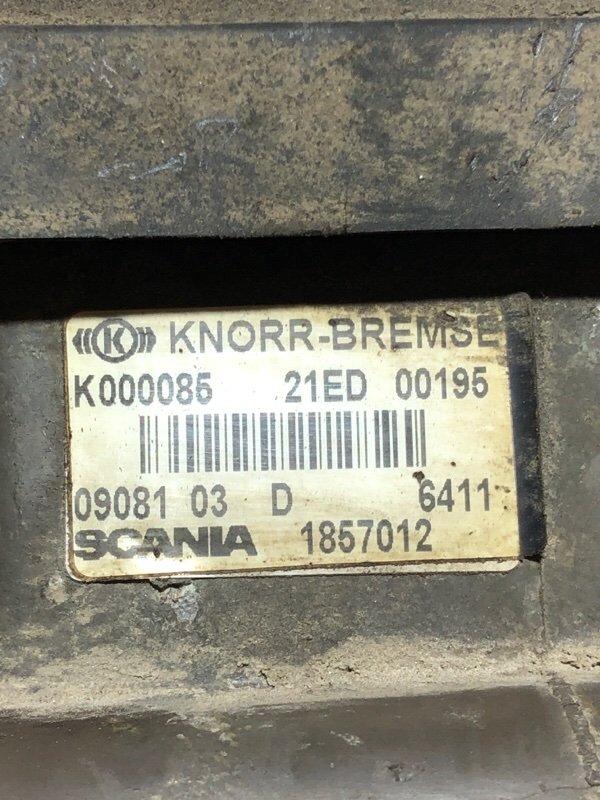 K KNORR-BREMSE
K000085 21ED 00195
09081 03 D 6411
SCANIA 1857012